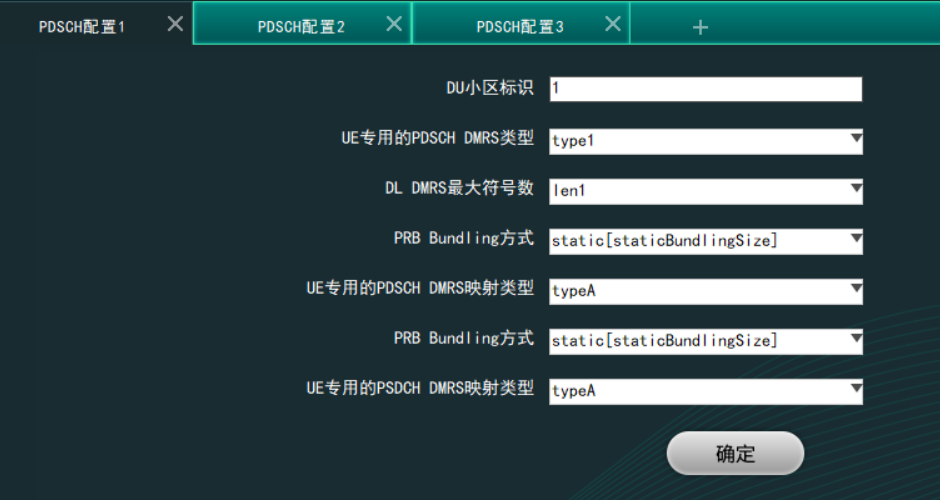 PDSCH配置1 PDSCH配置2 PDSCH配置3 +
DU小区标识 1
UE专用的PDSCH DMRS类型 type1
DL DMRS最大符号数 len1
PRB Bundling方式 static[staticBundlingSize]
UE专用的PDSCH DMRS映射类型 typeA
PRB Bundling方式 static[staticBundlingSize]
UE专用的PSDCH DMRS映射类型 typeA
确定